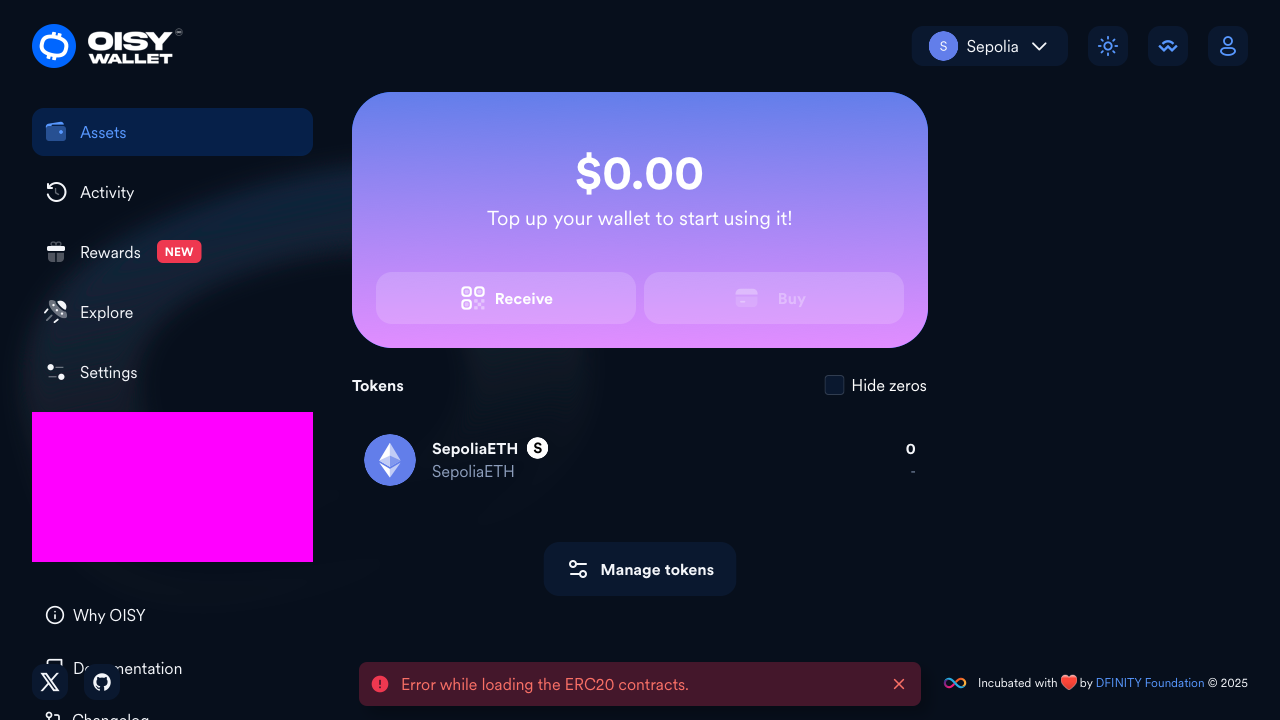 OISY
WALLET
S Sepolia
Assets
Activity
Rewards NEW
Explore
Settings
$0.00
Top up your wallet to start using it!
Receive
Buy
Tokens
Hide zeros
SepoliaETH S
0
SepoliaETH
-
Manage tokens
Why OISY
Documentation
Changelog
Error while loading the ERC20 contracts.
Incubated with ❤️ by DFINITY Foundation © 2025